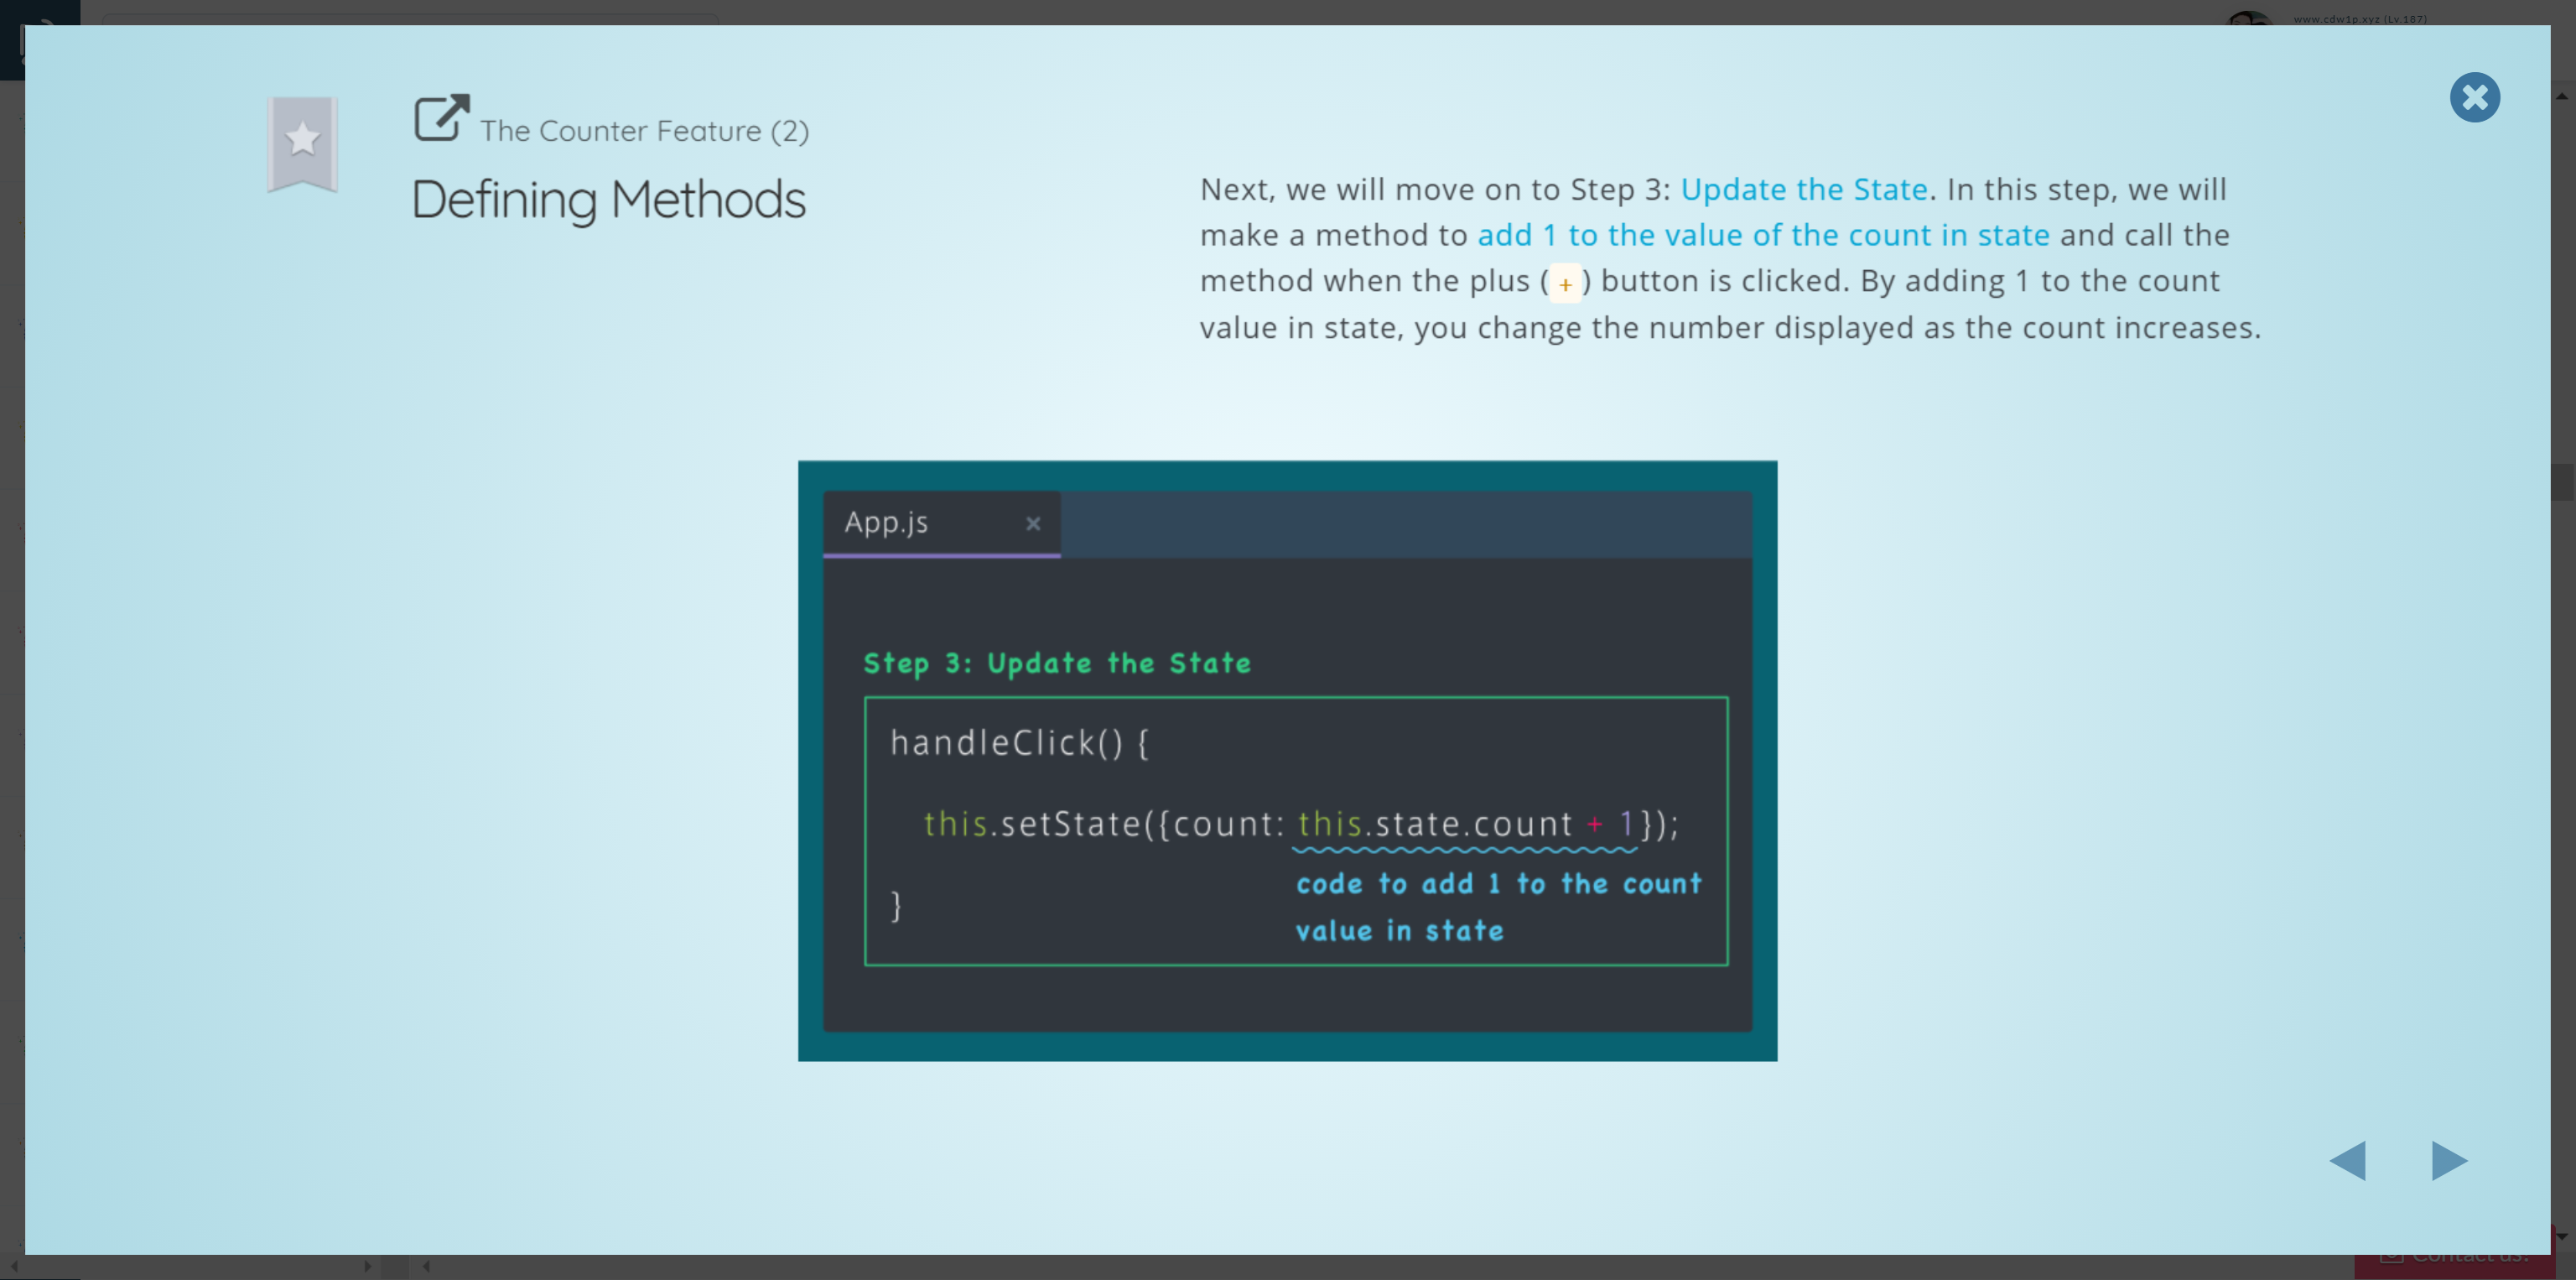 www.cdw1p.xyz (Lv.187)
The Counter Feature (2)
Defining Methods
Next, we will move on to Step 3: Update the State. In this step, we will
make a method to add 1 to the value of the count in state and call the
method when the plus (+) button is clicked. By adding 1 to the count
value in state, you change the number displayed as the count increases.
App.js
Step 3: Update the State
handleClick() {
this.setState({count: this.state.count + 1});
code to add 1 to the count
}
value in state
Contact us!